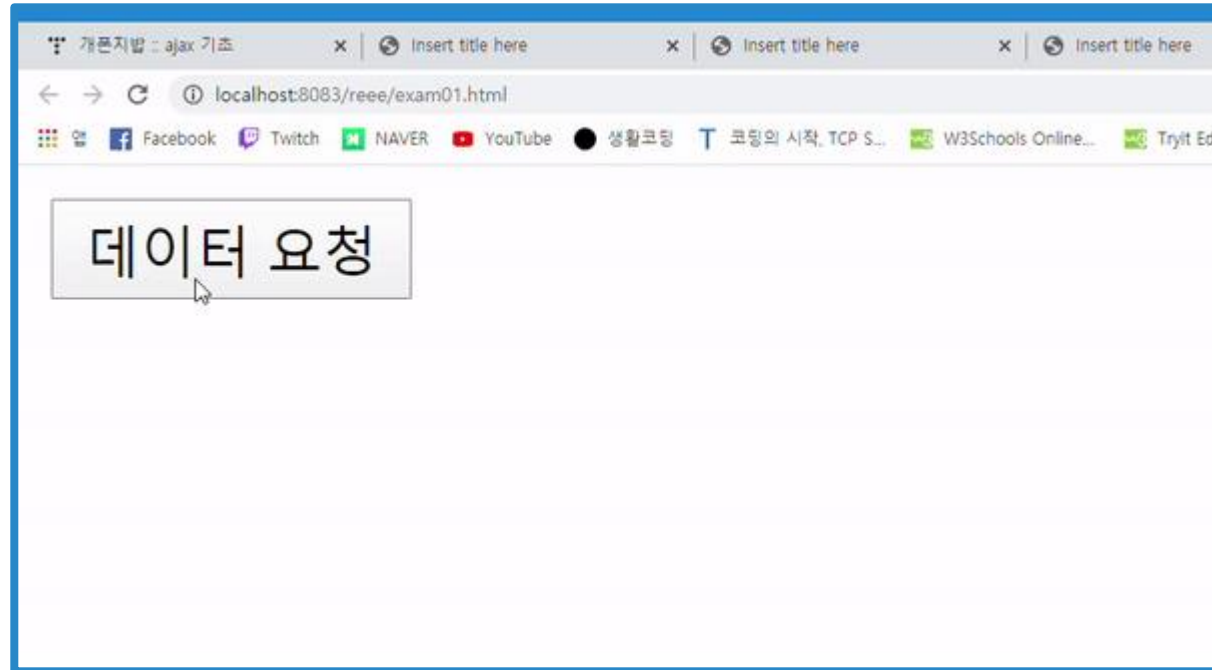 개폰지밥 :: ajax 기초 Insert title here Insert title here Insert title here
localhost:8083/reee/exam01.html
앱 Facebook Twitch NAVER YouTube 생활코딩 T 코딩의 시작, TCP S... W3Schools Online... Tryit Ed
데이터 요청